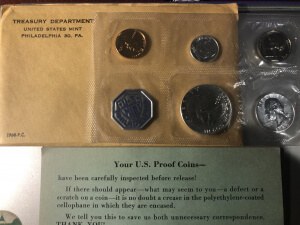 TREASURY DEPARTMENT
UNITED STATES MINT
PHILADELPHIA 30, PA.
Your U.S. Proof Coins—
have been carefully inspected before release!
If there should appear—what may seem to you—a defect or a
scratch on a coin—it is no doubt a crease in the polyethylene-coated
cellophane in which they are encased.
We tell you this to save us both unnecessary correspondence.
THANK YOU!